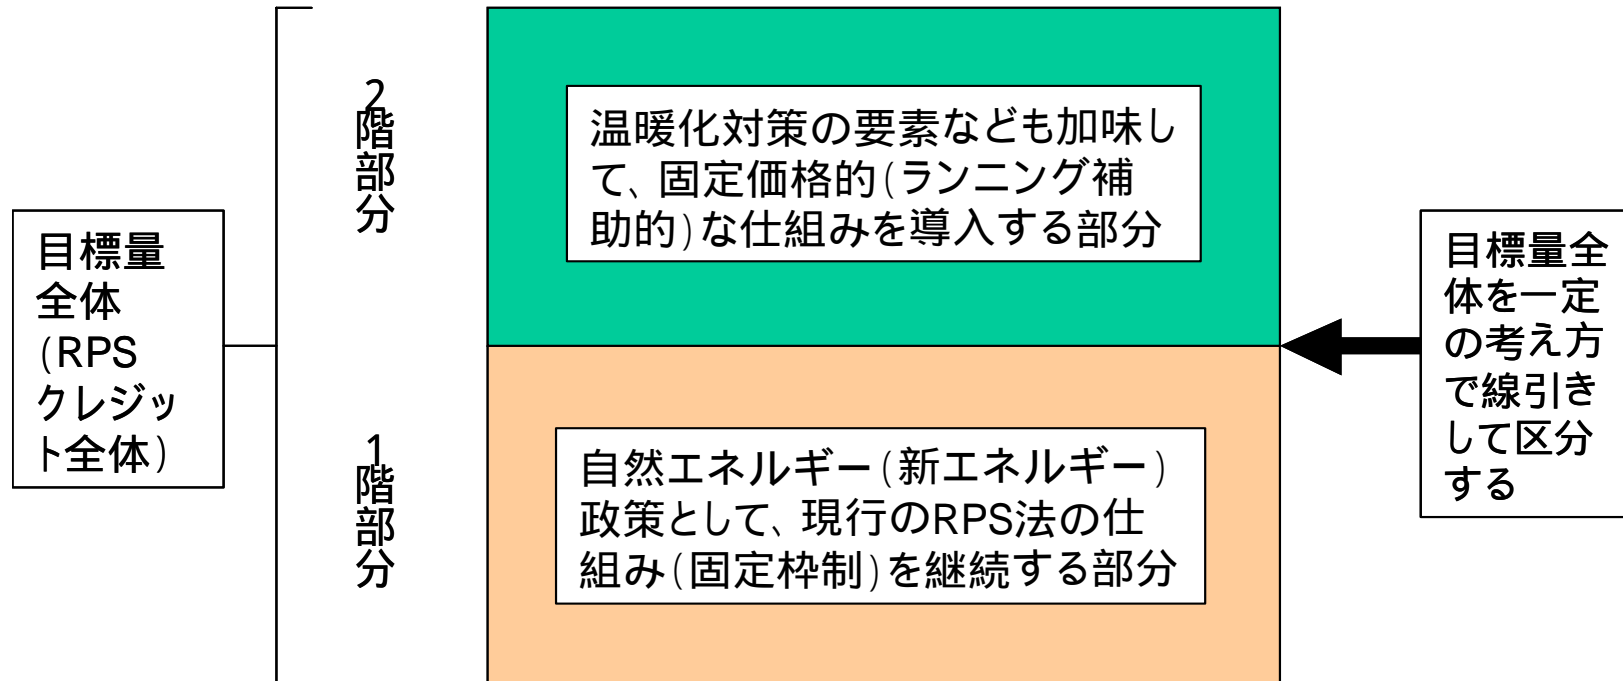 目標量
全体
(RPS
クレジッ
ト全体)
2階部分
温暖化対策の要素なども加味し
て、固定価格的(ランニング補
助的)な仕組みを導入する部分
1階部分
自然エネルギー(新エネルギー)
政策として、現行のRPS法の仕
組み(固定枠制)を継続する部分
目標量全
体を一定
の考え方
で線引き
して区分
する